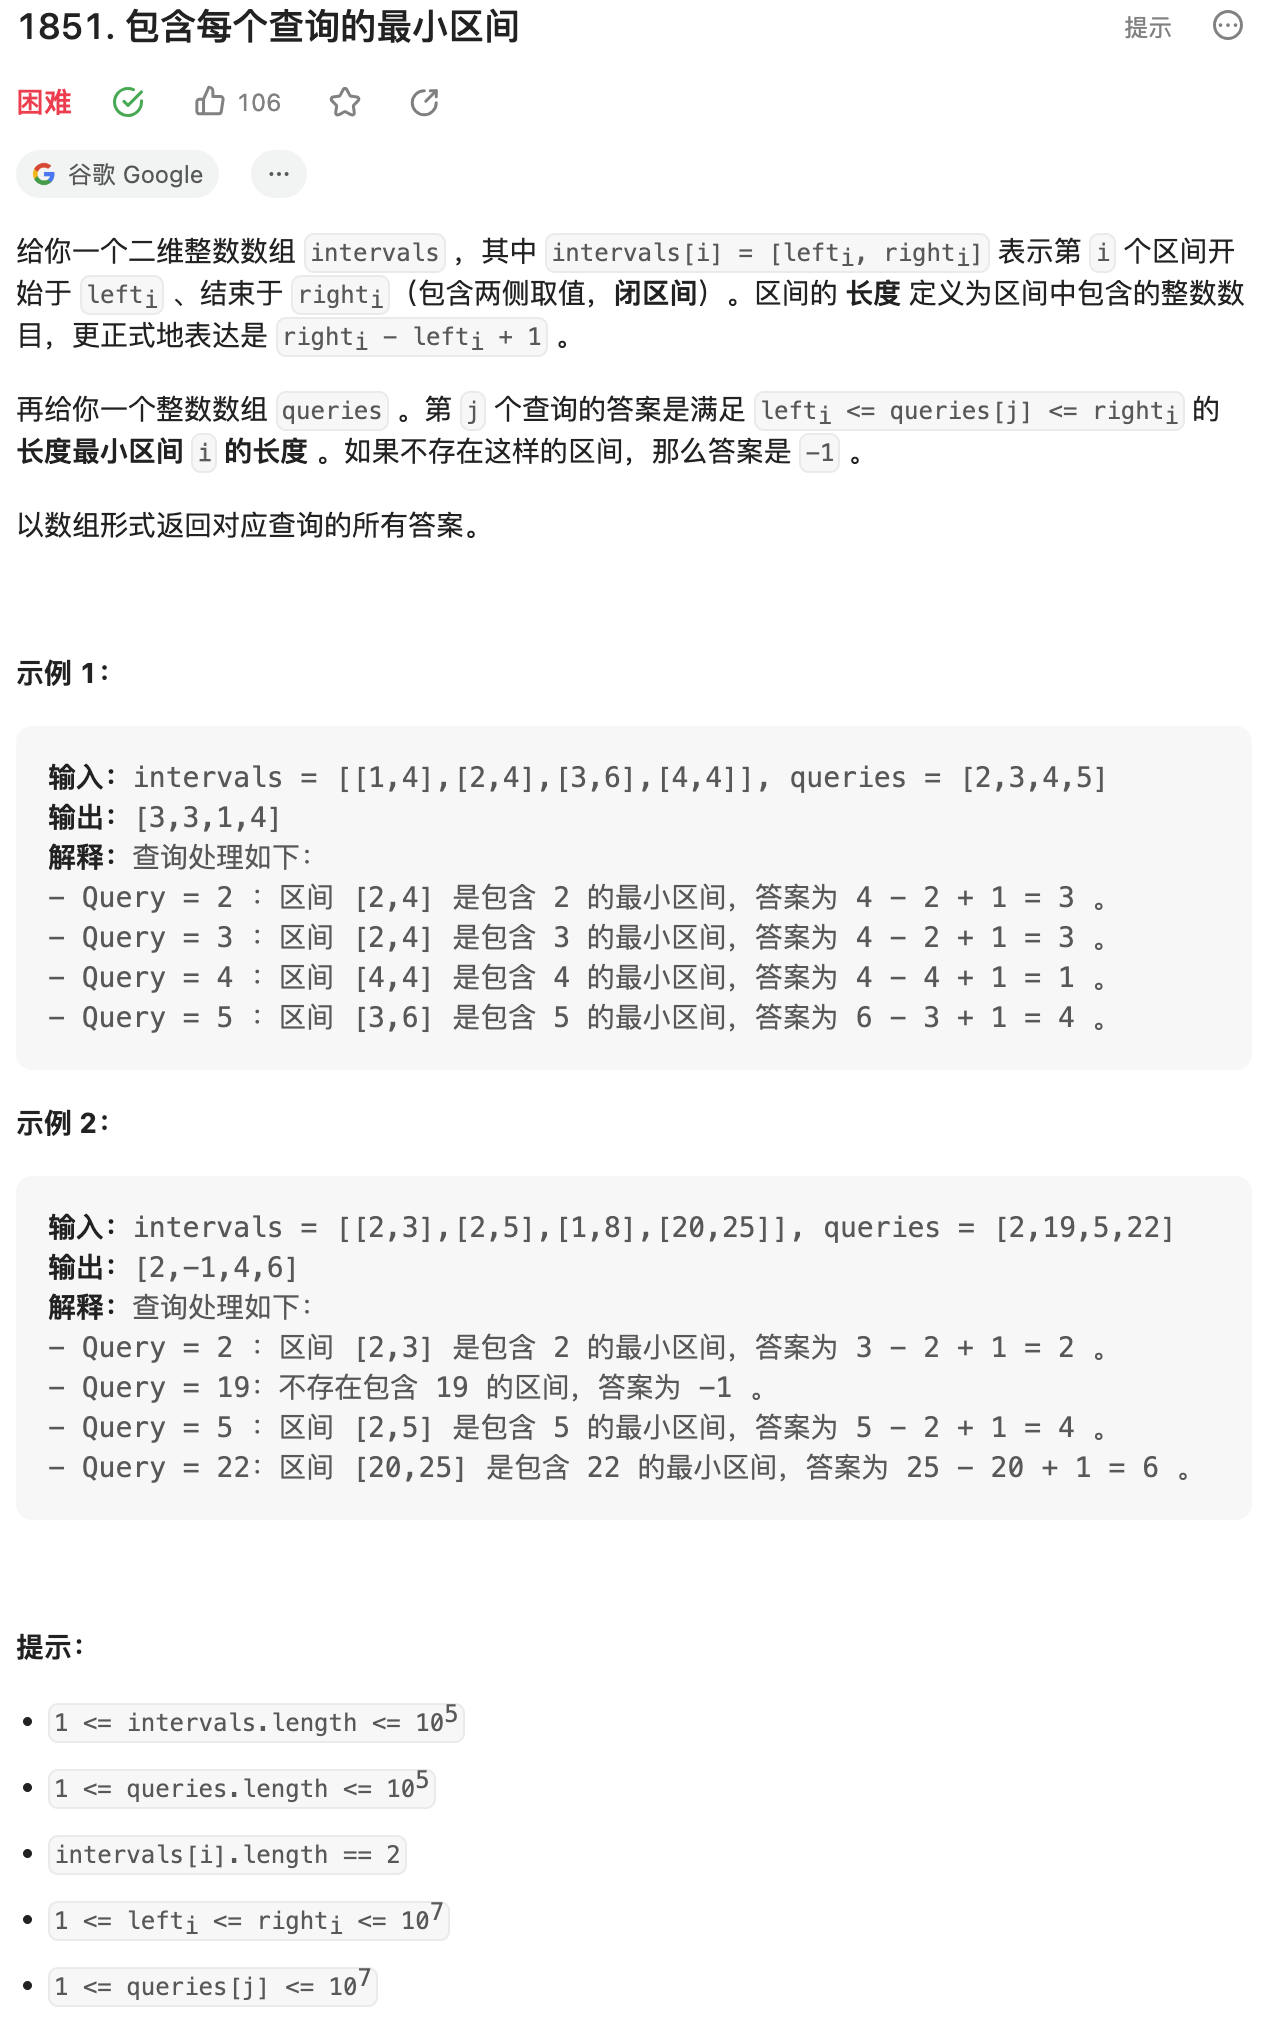 1851. 包含每个查询的最小区间
提示
困难
106
谷歌 Google
给你一个二维整数数组 intervals ，其中 intervals[i] = [lefti, righti] 表示第 i 个区间开
始于 lefti 、结束于 righti（包含两侧取值，闭区间）。区间的 长度 定义为区间中包含的整数数
目，更正式地表达是 righti - lefti + 1 。
再给你一个整数数组 queries 。第 j 个查询的答案是满足 lefti <= queries[j] <= righti 的
长度最小区间 i 的长度 。如果不存在这样的区间，那么答案是 -1 。
以数组形式返回对应查询的所有答案。
示例 1：
输入：intervals = [[1,4],[2,4],[3,6],[4,4]], queries = [2,3,4,5]
输出：[3,3,1,4]
解释：查询处理如下：
- Query = 2 ：区间 [2,4] 是包含 2 的最小区间，答案为 4 - 2 + 1 = 3 。
- Query = 3 ：区间 [2,4] 是包含 3 的最小区间，答案为 4 - 2 + 1 = 3 。
- Query = 4 ：区间 [4,4] 是包含 4 的最小区间，答案为 4 - 4 + 1 = 1 。
- Query = 5 ：区间 [3,6] 是包含 5 的最小区间，答案为 6 - 3 + 1 = 4 。
示例 2：
输入：intervals = [[2,3],[2,5],[1,8],[20,25]], queries = [2,19,5,22]
输出：[2,-1,4,6]
解释：查询处理如下：
- Query = 2 ：区间 [2,3] 是包含 2 的最小区间，答案为 3 - 2 + 1 = 2 。
- Query = 19：不存在包含 19 的区间，答案为 -1 。
- Query = 5 ：区间 [2,5] 是包含 5 的最小区间，答案为 5 - 2 + 1 = 4 。
- Query = 22：区间 [20,25] 是包含 22 的最小区间，答案为 25 - 20 + 1 = 6 。
提示：
• 1 <= intervals.length <= 10^5
• 1 <= queries.length <= 10^5
• intervals[i].length == 2
• 1 <= lefti <= righti <= 10^7
• 1 <= queries[j] <= 10^7